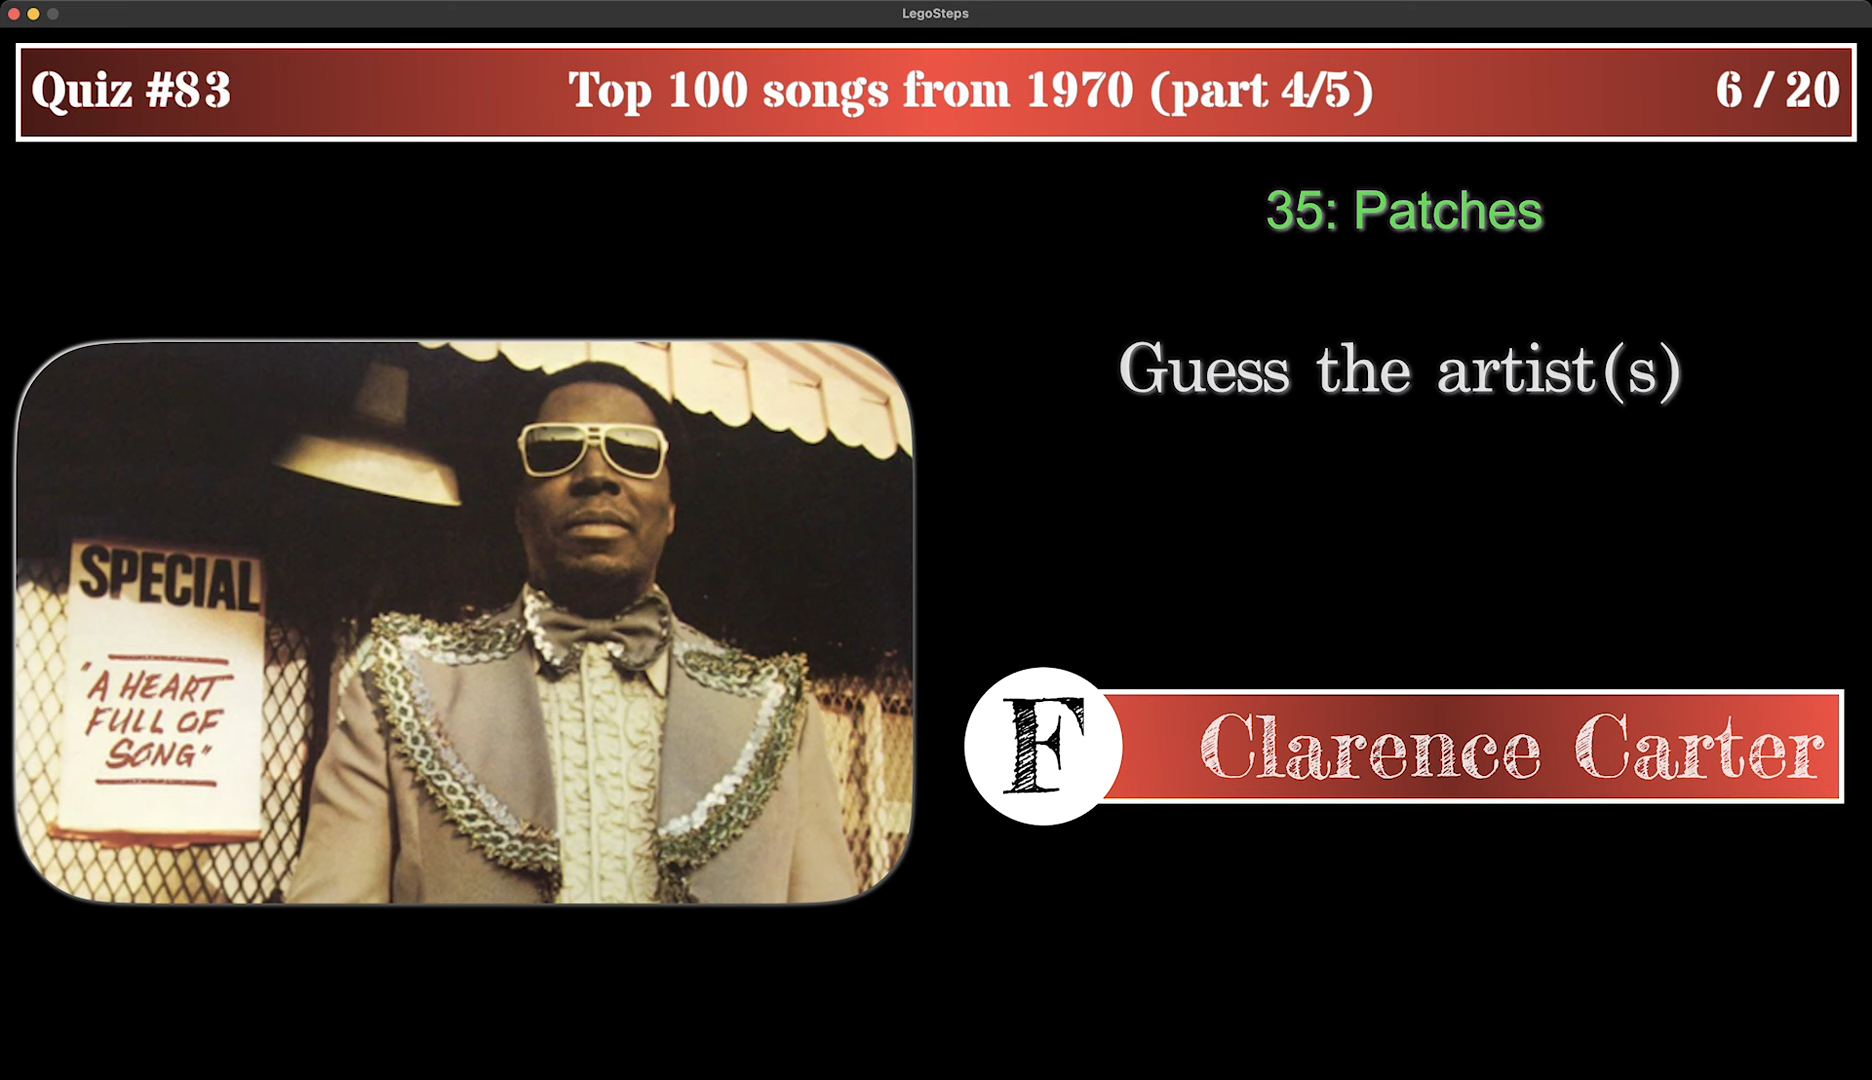 LegoSteps
Quiz #83
Top 100 songs from 1970 (part 4/5)
6 / 20
35: Patches
Guess the artist(s)
SPECIAL
"A HEART
FULL OF
SONG"
F
Clarence Carter